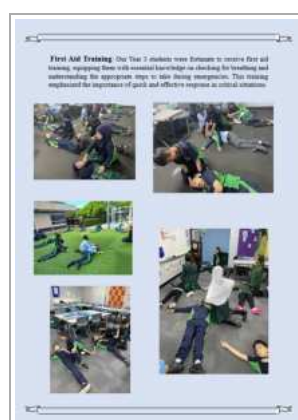 First Aid Training: Our Year 5 students were fortunate to receive first aid
training, equipping them with essential knowledge on checking for breathing and
understanding the appropriate steps to take during emergencies. This training
emphasized the importance of quick and effective response in critical situations.